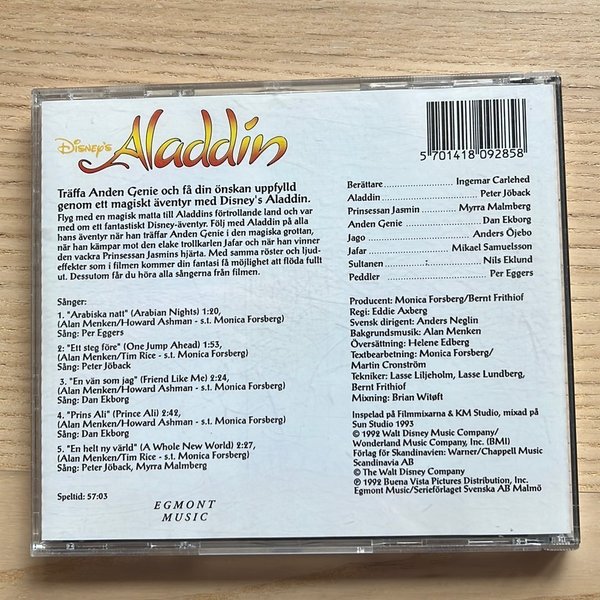 Disney's Aladdin
5 701418 092858
Träffa Anden Genie och få din önskan uppfylld
genom ett magiskt äventyr med Disney's Aladdin.
Flyg med en magisk matta till Aladdins förtrollande land och var
med om ett fantastiskt Disney-äventyr. Följ med Aladdin på alla
hans äventyr när han träffar Anden Genie i den magiska grottan,
när han kämpar mot den elake trollkarlen Jafar och när han vinner
den vackra Prinsessan Jasmins hjärta. Med samma röster och ljud-
effekter som i filmen kommer din fantasi få möjlighet att flöda fullt
ut. Dessutom får du höra alla sångerna från filmen.
Sånger:
1. "Arabiska natt" (Arabian Nights) 1:20,
(Alan Menken/Howard Ashman - s.t. Monica Forsberg)
Sång: Per Eggers
2. "Ett steg före" (One Jump Ahead) 1:53,
(Alan Menken/Tim Rice - s.t. Monica Forsberg)
Sång: Peter Jöback
3. "En vän som jag" (Friend Like Me) 2:24,
(Alan Menken/Howard Ashman - s.t. Monica Forsberg)
Sång: Dan Ekborg
4. "Prins Ali" (Prince Ali) 2:42,
(Alan Menken/Howard Ashman - s.t. Monica Forsberg)
Sång: Dan Ekborg
5. "En helt ny värld" (A Whole New World) 2:27,
(Alan Menken/Tim Rice - s.t. Monica Forsberg)
Sång: Peter Jöback, Myrra Malmberg
Speltid: 57:03
EGMONT
MUSIC
Berättare Ingemar Carlehed
Aladdin Peter Jöback
Prinsessan Jasmin Myrra Malmberg
Anden Genie Dan Ekborg
Jago Anders Öjebo
Jafar Mikael Samuelsson
Sultanen Nils Eklund
Peddler Per Eggers
Producent: Monica Forsberg/Bernt Frithiof
Regi: Eddie Axberg
Svensk dirigent: Anders Neglin
Bakgrundsmusik: Alan Menken
Översättning: Helene Edberg
Textbearbetning: Monica Forsberg/
Martin Cronström
Tekniker: Lasse Liljeholm, Lasse Lundberg,
Bernt Frithiof
Mixning: Brian Witøft
Inspelad på Filmmixarna & KM Studio, mixad på
Sun Studio 1993
© 1992 Walt Disney Music Company/
Wonderland Music Company, Inc. (BMI)
Förlag för Skandinavien: Warner/Chappell Music
Scandinavia AB
© The Walt Disney Company
℗ 1992 Buena Vista Pictures Distribution, Inc.
Egmont Music/Serieförlaget Svenska AB Malmö